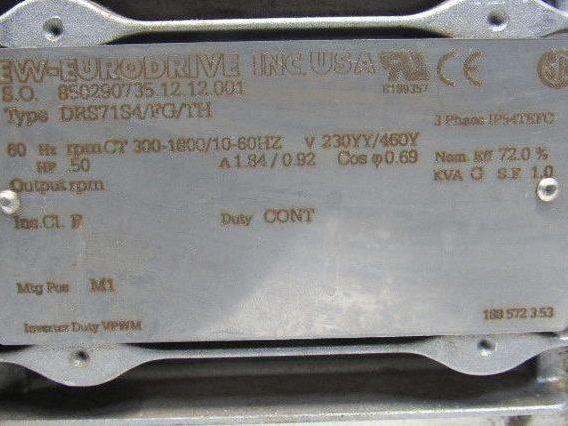 EW-EURODRIVE INC. USA
S.O. 850290735.12.12.001
E189357
Type DRS71S4/FG/TH
3 Phase IP54TEFC
60 Hz rpm CT 300-1800/10-60HZ V 230YY/460Y
HP .50 A 1.84 / 0.92 Cos φ 0.69 Nom. Eff 72.0 %
KVA G S.F. 1.0
Output rpm
Ins.Cl. F Duty CONT
Mtg Pos M1
Inverter Duty VPWM
188 572 3.53